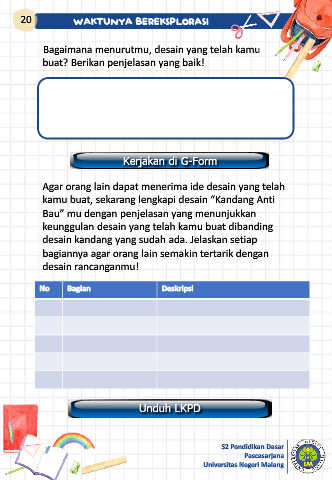 20
WAKTUNYA BEREKSPLORASI
Bagaimana menurutmu, desain yang telah kamu
buat? Berikan penjelasan yang baik!
Kerjakan di G-Form
Agar orang lain dapat menerima ide desain yang telah
kamu buat, sekarang lengkapi desain “Kandang Anti
Bau” mu dengan penjelasan yang menunjukkan
keunggulan desain yang telah kamu buat dibanding
desain kandang yang sudah ada. Jelaskan setiap
bagiannya agar orang lain semakin tertarik dengan
desain rancanganmu!
No Bagian Deskripsi
Unduh LKPD
S2 Pendidikan Dasar
Pascasarjana
Universitas Negeri Malang